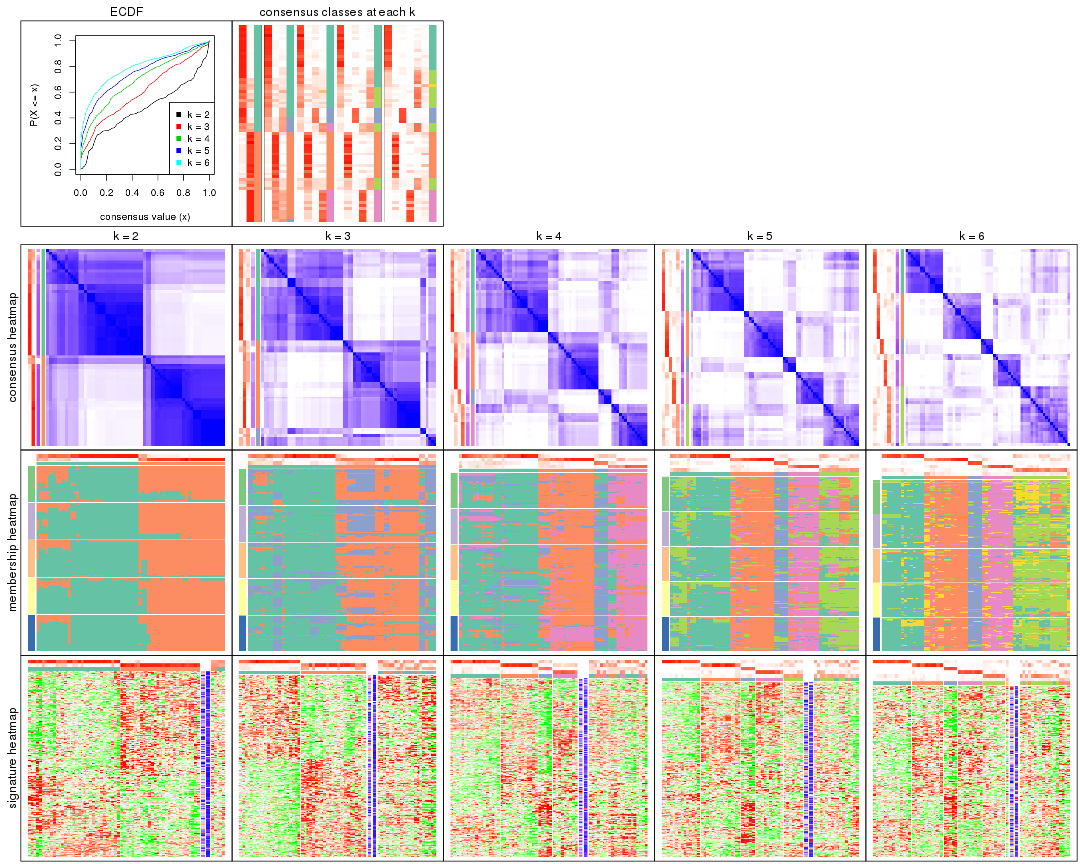 ECDF
consensus classes at each k
P(X <= x)
0.0
0.2
0.4
0.6
0.8
1.0
k = 2
k = 3
k = 4
k = 5
k = 6
0.0 0.2 0.4 0.6 0.8 1.0
consensus value (x)
k = 2 k = 3 k = 4 k = 5 k = 6
consensus heatmap
membership heatmap
signature heatmap